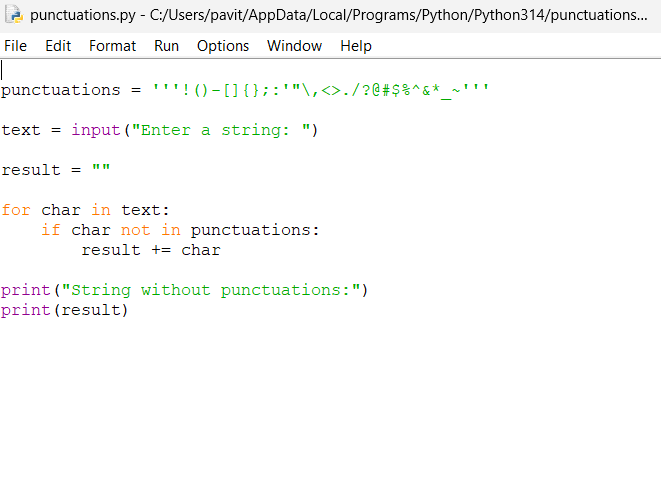 punctuations.py - C:/Users/pavit/AppData/Local/Programs/Python/Python314/punctuations...
File Edit Format Run Options Window Help
punctuations = '''!()-[]{};:'"\,<>./?@#$%^&*_~'''
text = input("Enter a string: ")
result = ""
for char in text:
    if char not in punctuations:
        result += char
print("String without punctuations:")
print(result)